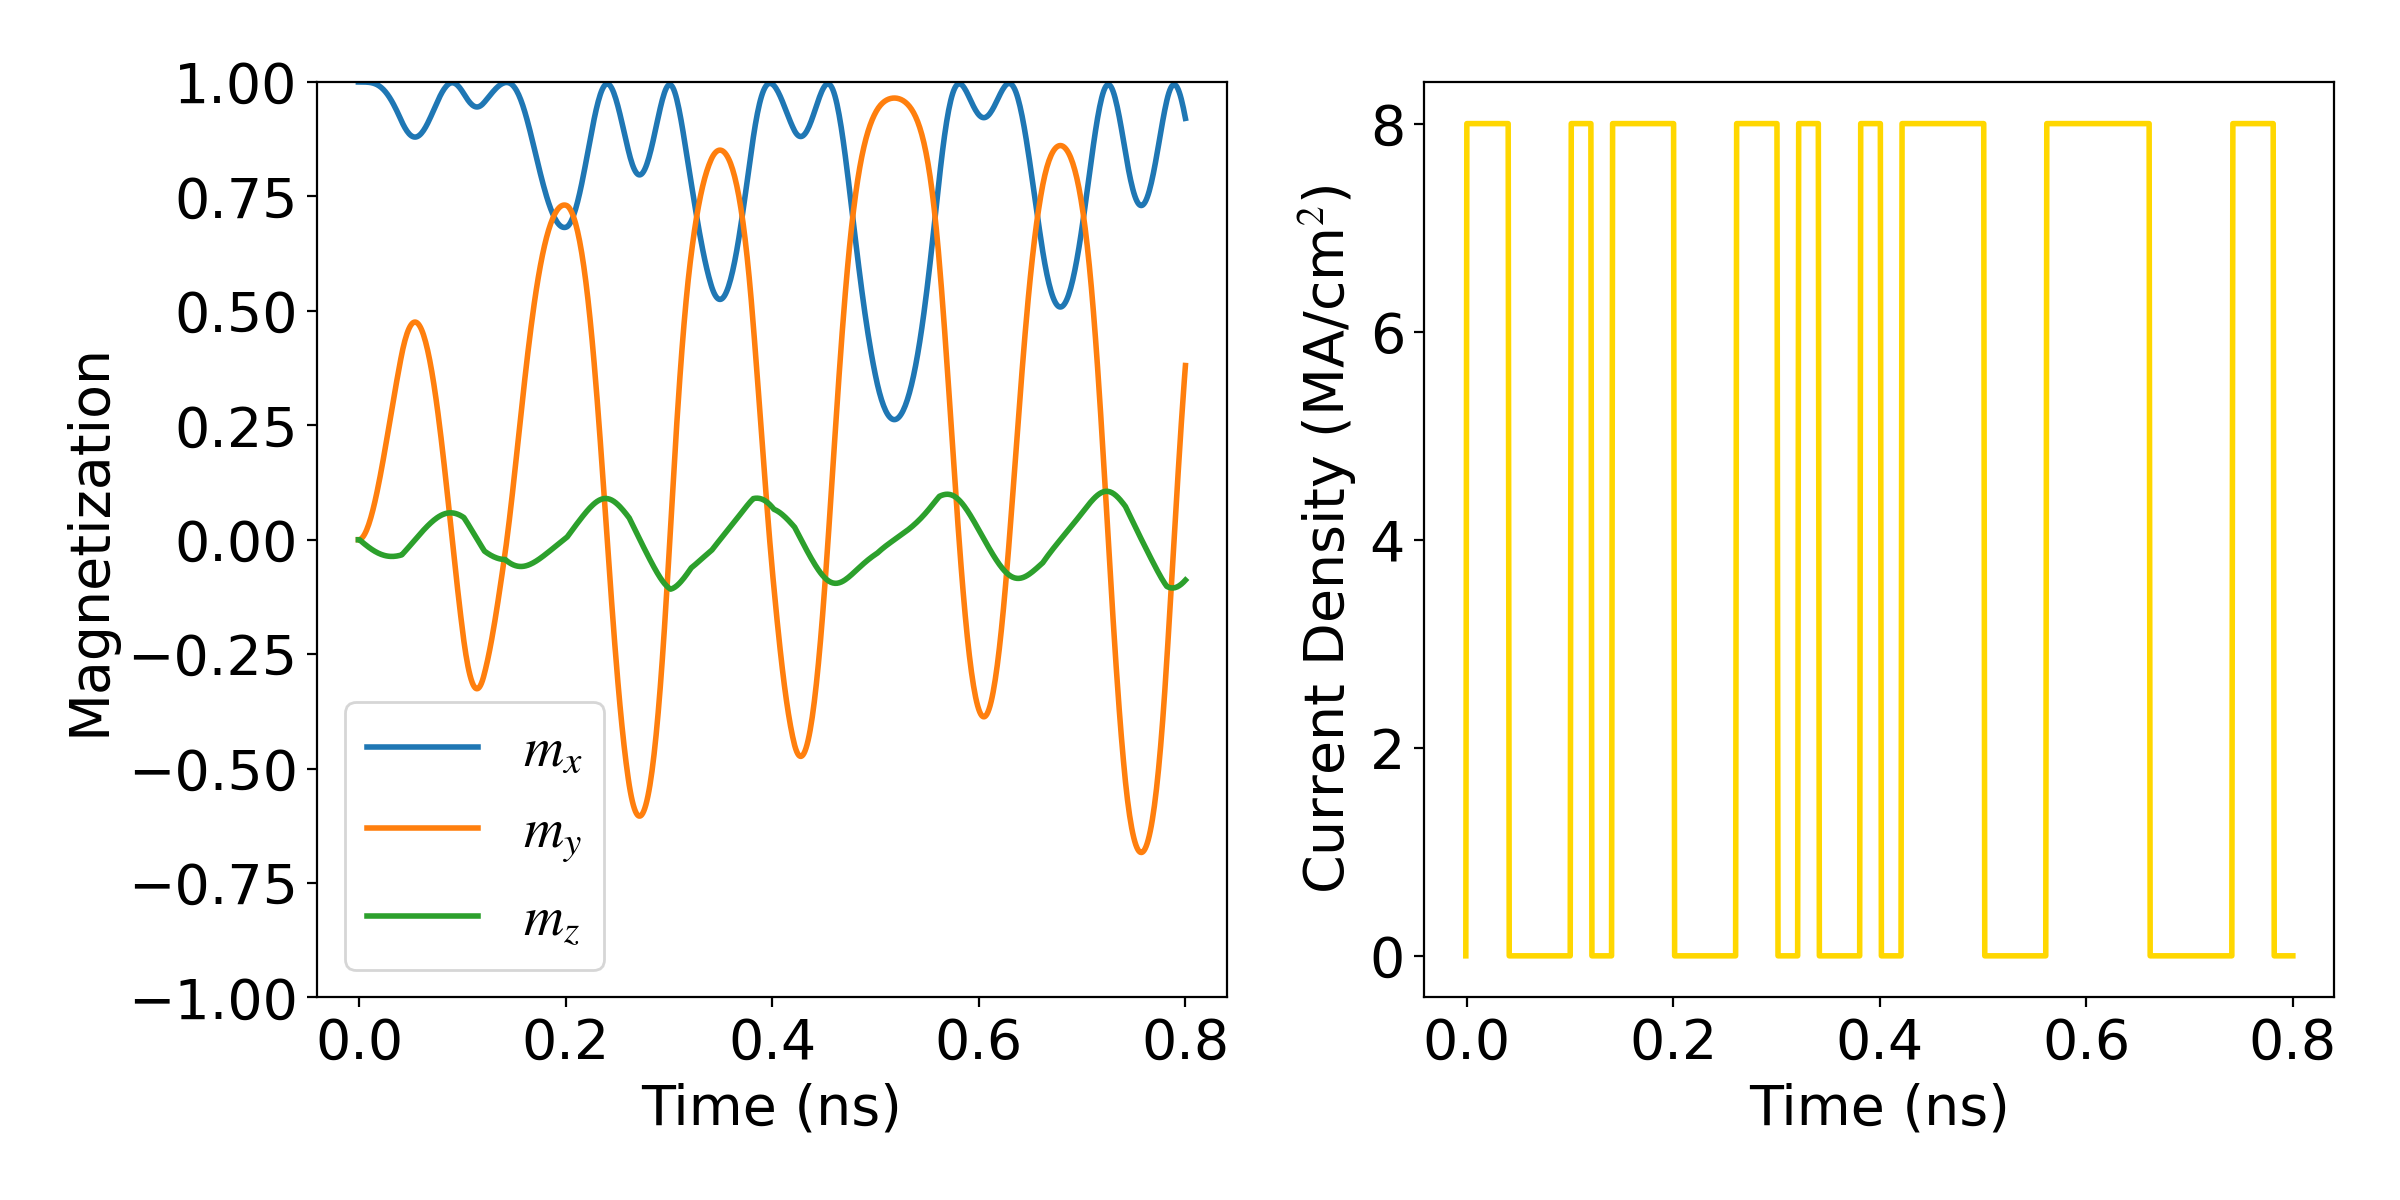 1.00
0.75
0.50
0.25
0.00
−0.25
−0.50
−0.75
−1.00
Magnetization
m_x
m_y
m_z
0.0 0.2 0.4 0.6 0.8
Time (ns)
8
6
4
2
0
Current Density (MA/cm²)
0.0 0.2 0.4 0.6 0.8
Time (ns)